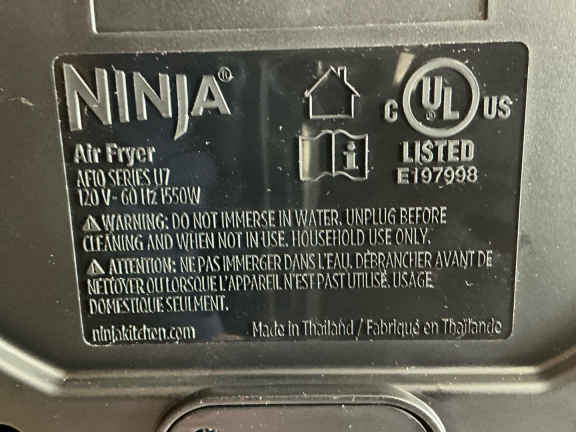 NINJA®
Air Fryer
AF10 SERIES 117
120 V~ 60 Hz 1550W
C UL® US
LISTED
E197998
⚠ WARNING: DO NOT IMMERSE IN WATER. UNPLUG BEFORE
CLEANING AND WHEN NOT IN USE. HOUSEHOLD USE ONLY.
⚠ ATTENTION: NE PAS IMMERGER DANS L'EAU. DÉBRANCHER AVANT DE
NETTOYER OU LORSQUE L'APPAREIL N'EST PAST UTILISÉ. USAGE
DOMESTIQUE SEULMENT.
ninjakitchen.com
Made in Thailand / Fabriqué en Thaïlande